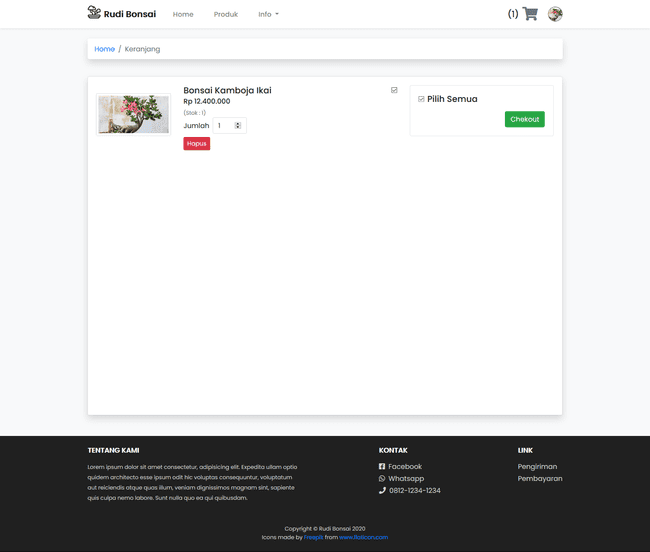 Rudi Bonsai Home Produk Info (1)
Home / Keranjang
Bonsai Kamboja Ikai
Rp 12.400.000
(Stok : 1)
Jumlah 1
Hapus
Pilih Semua
Chekout
TENTANG KAMI
Lorem ipsum dolor sit amet consectetur, adipisicing elit. Expedita ullam optio
quidem architecto esse ipsum odit hic voluptas consequuntur, voluptatum
aut reiciendis atque quos illum, veniam dignissimos magnam sint, sapiente
quis culpa nemo labore. Sunt nulla quo ea qui quibusdam.
KONTAK
Facebook
Whatsapp
0812-1234-1234
LINK
Pengiriman
Pembayaran
Copyright © Rudi Bonsai 2020
Icons made by Freepik from www.flaticon.com